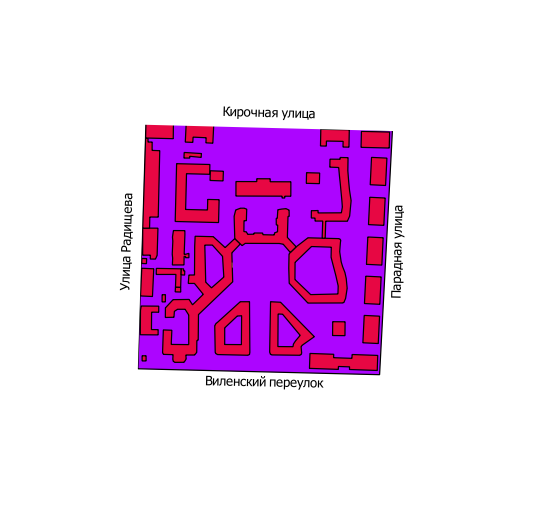 Кирочная улица
Улица Радищева
Парадная улица
Виленский переулок